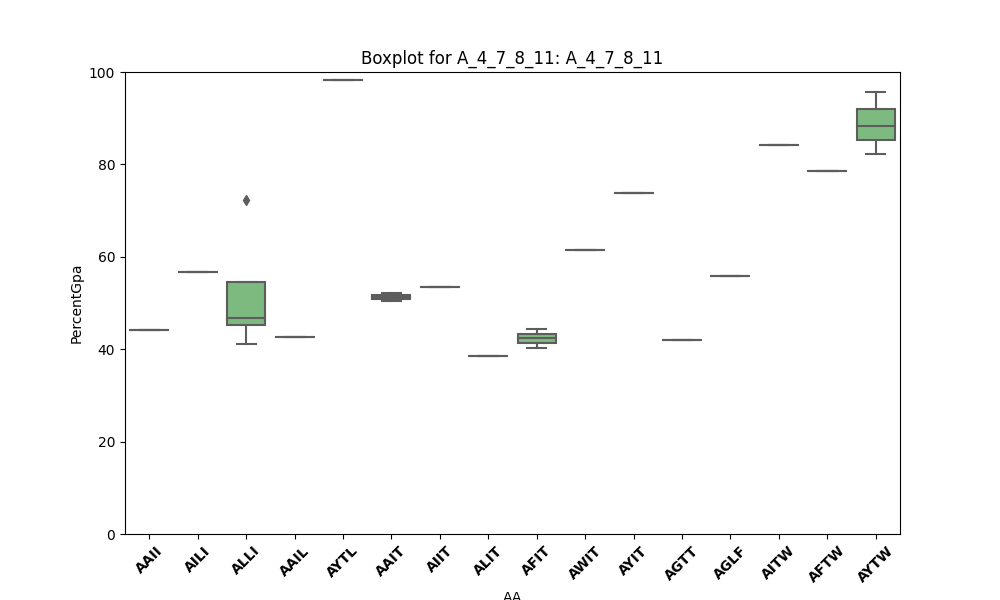 Boxplot for A_4_7_8_11: A_4_7_8_11
100
80
60
40
20
0
PercentGpa
AAII
AILI
ALLI
AAIL
AYTL
AAIT
AIIT
ALIT
AFIT
AWIT
AYIT
AGTT
AGLF
AITW
AFTW
AYTW
AA